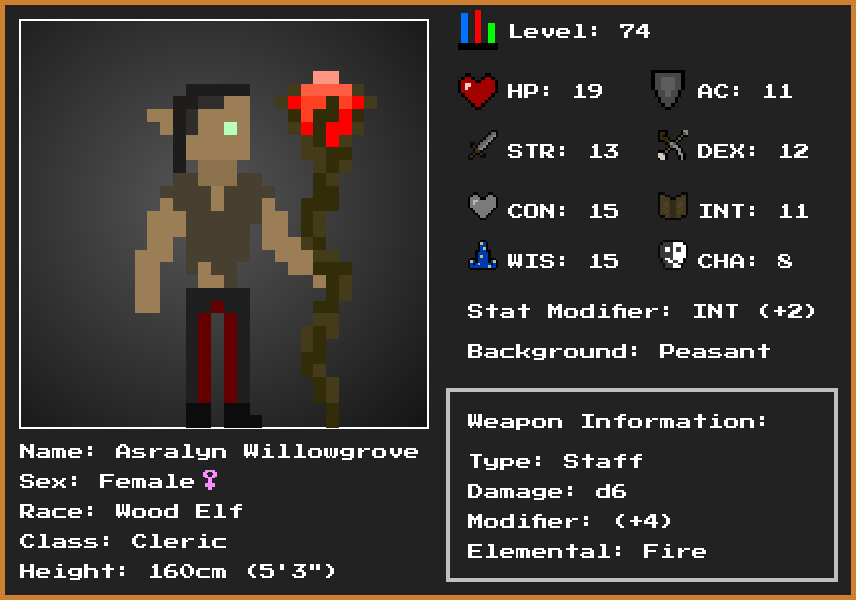 Level: 74
HP: 19
AC: 11
STR: 13
DEX: 12
CON: 15
INT: 11
WIS: 15
CHA: 8
Stat Modifier: INT (+2)
Background: Peasant
Weapon Information:
Type: Staff
Damage: d6
Modifier: (+4)
Elemental: Fire
Name: Asralyn Willowgrove
Sex: Female♀
Race: Wood Elf
Class: Cleric
Height: 160cm (5'3")